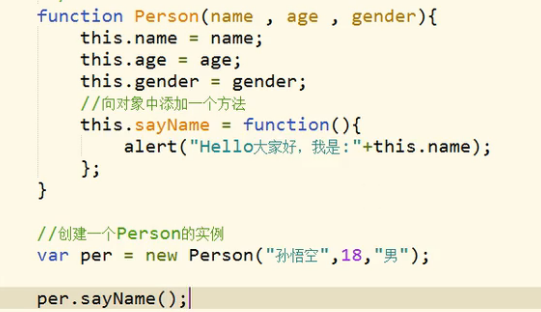 function Person(name , age , gender){
this.name = name;
this.age = age;
this.gender = gender;
//向对象中添加一个方法
this.sayName = function(){
alert("Hello大家好，我是:"+this.name);
};
}
//创建一个Person的实例
var per = new Person("孙悟空",18,"男");
per.sayName();